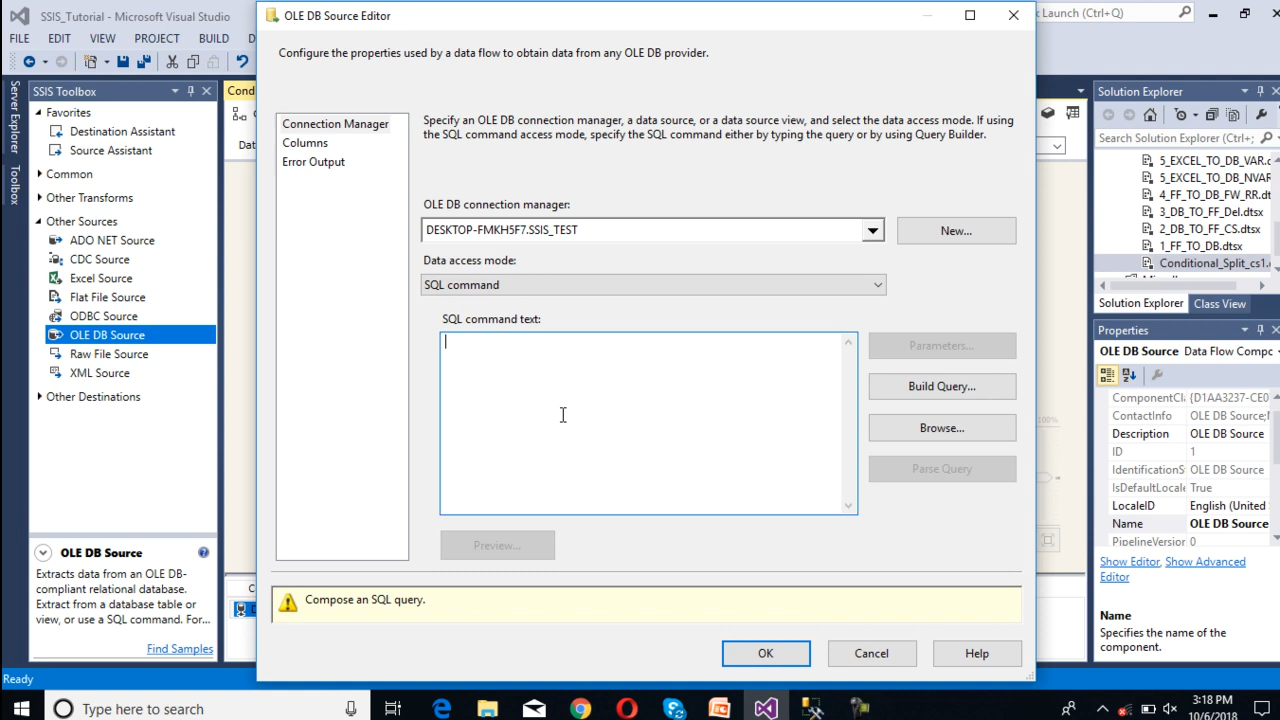 SSIS_Tutorial - Microsoft Visual Studio
FILE EDIT VIEW PROJECT BUILD
OLE DB Source Editor
Configure the properties used by a data flow to obtain data from any OLE DB provider.
Connection Manager
Columns
Error Output
Specify an OLE DB connection manager, a data source, or a data source view, and select the data access mode. If using
the SQL command access mode, specify the SQL command either by typing the query or by using Query Builder.
OLE DB connection manager:
DESKTOP-FMKH5F7.SSIS_TEST
New...
Data access mode:
SQL command
SQL command text:
Parameters...
Build Query...
Browse...
Parse Query
Preview...
Compose an SQL query.
OK
Cancel
Help
Server Explorer
Toolbox
SSIS Toolbox
Favorites
Destination Assistant
Source Assistant
Common
Other Transforms
Other Sources
ADO NET Source
CDC Source
Excel Source
Flat File Source
ODBC Source
OLE DB Source
Raw File Source
XML Source
Other Destinations
OLE DB Source
Extracts data from an OLE DB-
compliant relational database.
Extract from a database table or
view, or use a SQL command. For...
Find Samples
Cond
Dat
100%
Launch (Ctrl+Q)
Solution Explorer
Search Solution Explorer (Ctrl+;
5_EXCEL_TO_DB_VAR.d
5_EXCEL_TO_DB_NVAR
4_FF_TO_DB_FW_RR.dt
3_DB_TO_FF_Del.dtsx
2_DB_TO_FF_CS.dtsx
1_FF_TO_DB.dtsx
Conditional_Split_cs1.d
Solution Explorer Class View
Properties
OLE DB Source Data Flow Compo
ComponentCla {D1AA3237-CE0
ContactInfo OLE DB Source;M
Description OLE DB Source
ID 1
IdentificationSt OLE DB Source
IsDefaultLocale True
LocaleID English (United
Name OLE DB Source
PipelineVersion 0
Show Editor, Show Advanced
Editor
Name
Specifies the name of the
component.
Ready
Type here to search
3:18 PM
10/6/2018